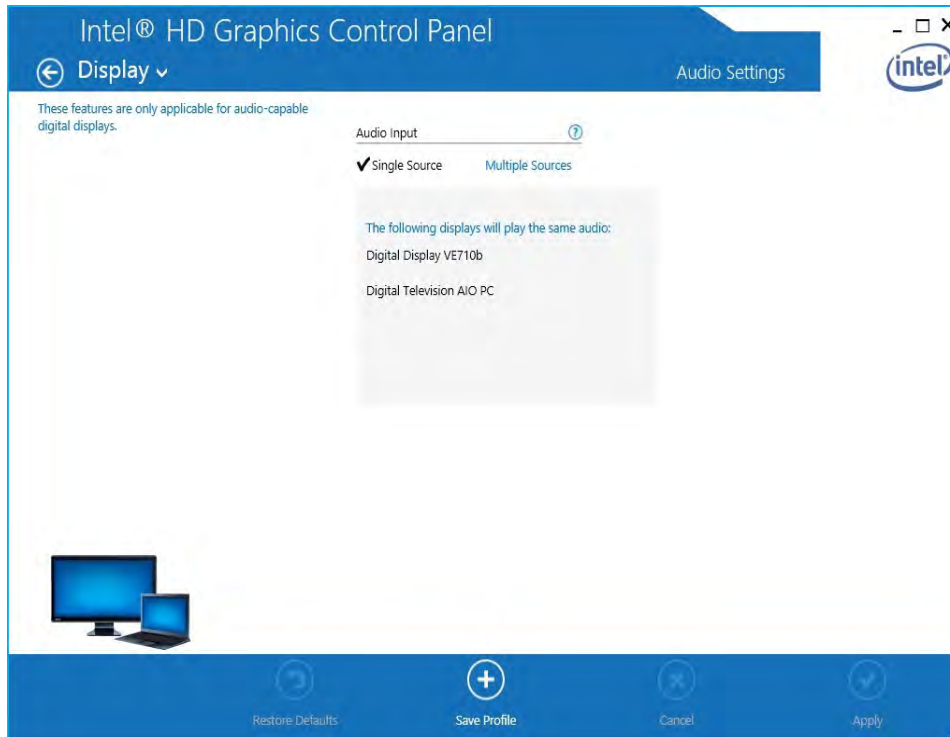 Intel® HD Graphics Control Panel
Display
Audio Settings
intel
These features are only applicable for audio-capable
digital displays.
Audio Input
?
Single Source
Multiple Sources
The following displays will play the same audio:
Digital Display VE710b
Digital Television AIO PC
Restore Defaults
Save Profile
Cancel
Apply